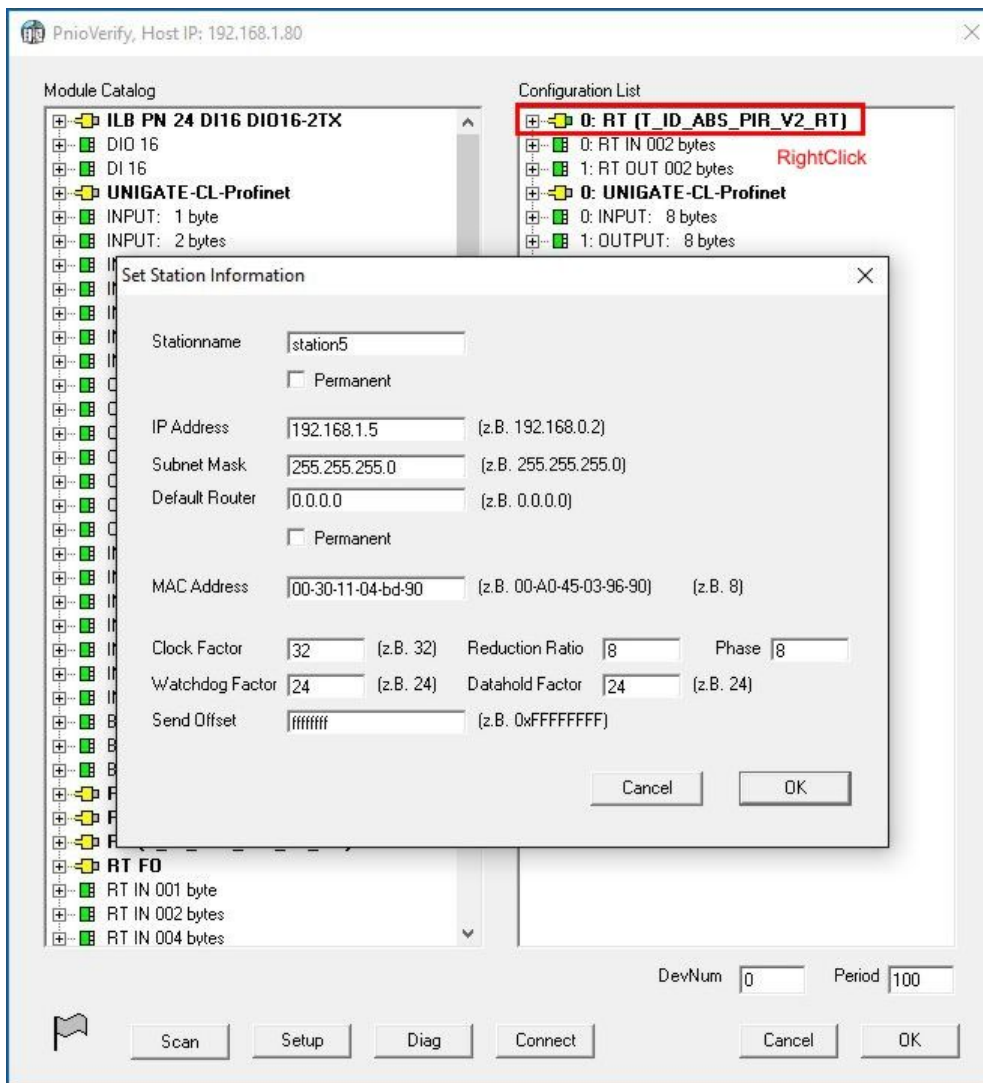 PnioVerify, Host IP: 192.168.1.80
Module Catalog
ILB PN 24 DI16 DIO16-2TX
DIO 16
DI 16
UNIGATE-CL-Profinet
INPUT: 1 byte
INPUT: 2 bytes
Configuration List
0: RT (T_ID_ABS_PIR_V2_RT)
0: RT IN 002 bytes
RightClick
1: RT OUT 002 bytes
0: UNIGATE-CL-Profinet
0: INPUT: 8 bytes
1: OUTPUT: 8 bytes
Set Station Information
Stationname station5
Permanent
IP Address 192.168.1.5 (z.B. 192.168.0.2)
Subnet Mask 255.255.255.0 (z.B. 255.255.255.0)
Default Router 0.0.0.0 (z.B. 0.0.0.0)
Permanent
MAC Address 00-30-11-04-bd-90 (z.B. 00-A0-45-03-96-90) (z.B. 8)
Clock Factor 32 (z.B. 32) Reduction Ratio 8 Phase 8
Watchdog Factor 24 (z.B. 24) Datahold Factor 24 (z.B. 24)
Send Offset ffffffff (z.B. 0xFFFFFFFF)
Cancel OK
RT FO
RT IN 001 byte
RT IN 002 bytes
RT IN 004 bytes
DevNum 0 Period 100
Scan Setup Diag Connect Cancel OK